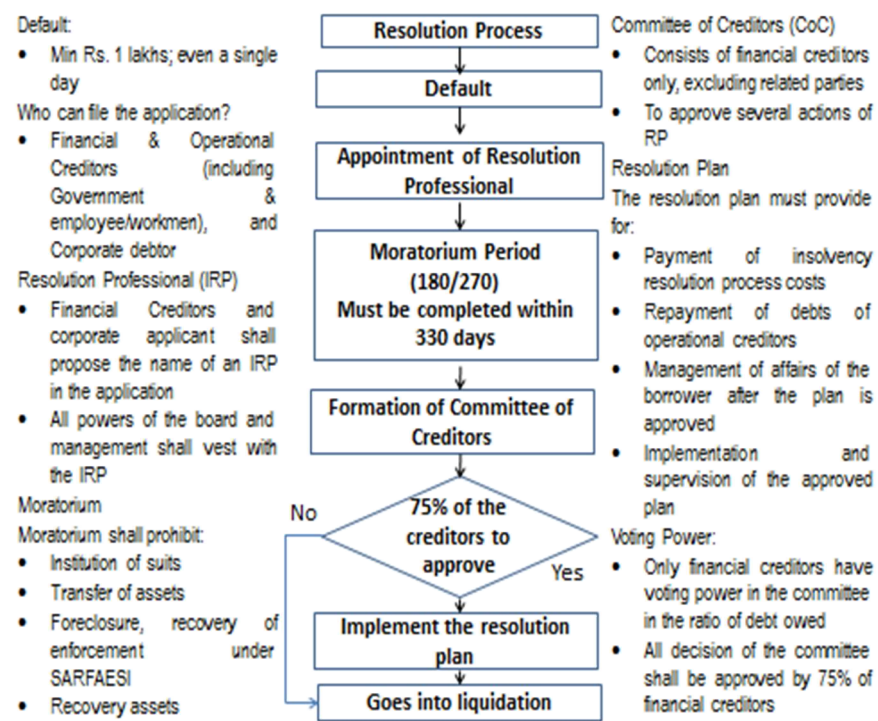 Default:
• Min Rs. 1 lakhs; even a single
day
Who can file the application?
• Financial & Operational
Creditors (including
Government &
employee/workmen), and
Corporate debtor
Resolution Professional (IRP)
• Financial Creditors and
corporate applicant shall
propose the name of an IRP
in the application
• All powers of the board and
management shall vest with
the IRP
Moratorium
Moratorium shall prohibit:
• Institution of suits
• Transfer of assets
• Foreclosure, recovery of
enforcement under
SARFAESI
• Recovery assets
Resolution Process
Default
Appointment of Resolution
Professional
Moratorium Period
(180/270)
Must be completed within
330 days
Formation of Committee of
Creditors
75% of the
creditors to
approve
No
Yes
Implement the resolution
plan
Goes into liquidation
Committee of Creditors (CoC)
• Consists of financial creditors
only, excluding related parties
• To approve several actions of
RP
Resolution Plan
The resolution plan must provide
for:
• Payment of insolvency
resolution process costs
• Repayment of debts of
operational creditors
• Management of affairs of the
borrower after the plan is
approved
• Implementation and
supervision of the approved
plan
Voting Power:
• Only financial creditors have
voting power in the committee
in the ratio of debt owed
• All decision of the committee
shall be approved by 75% of
financial creditors